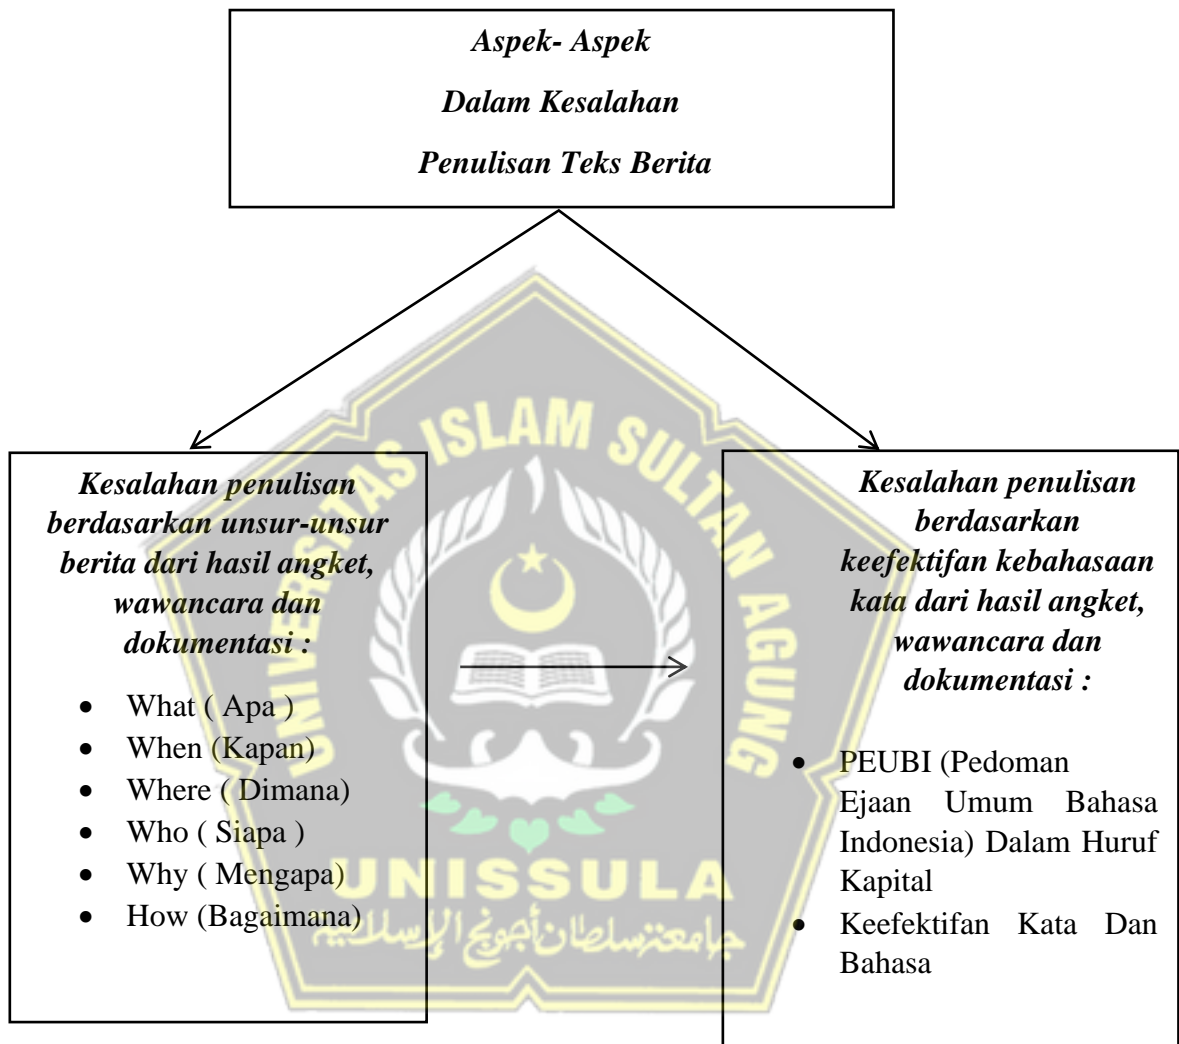 Aspek- Aspek
Dalam Kesalahan
Penulisan Teks Berita
Kesalahan penulisan
berdasarkan unsur-unsur
berita dari hasil angket,
wawancara dan
dokumentasi :
• What ( Apa )
• When (Kapan)
• Where ( Dimana)
• Who ( Siapa )
• Why ( Mengapa)
• How (Bagaimana)
Kesalahan penulisan
berdasarkan
keefektifan kebahasaan
kata dari hasil angket,
wawancara dan
dokumentasi :
• PEUBI (Pedoman
Ejaan Umum Bahasa
Indonesia) Dalam Huruf
Kapital
• Keefektifan Kata Dan
Bahasa
UNIVERSITAS ISLAM SULTAN AGUNG
UNISSULA
جامعتسلطان أجونج الإسلامية